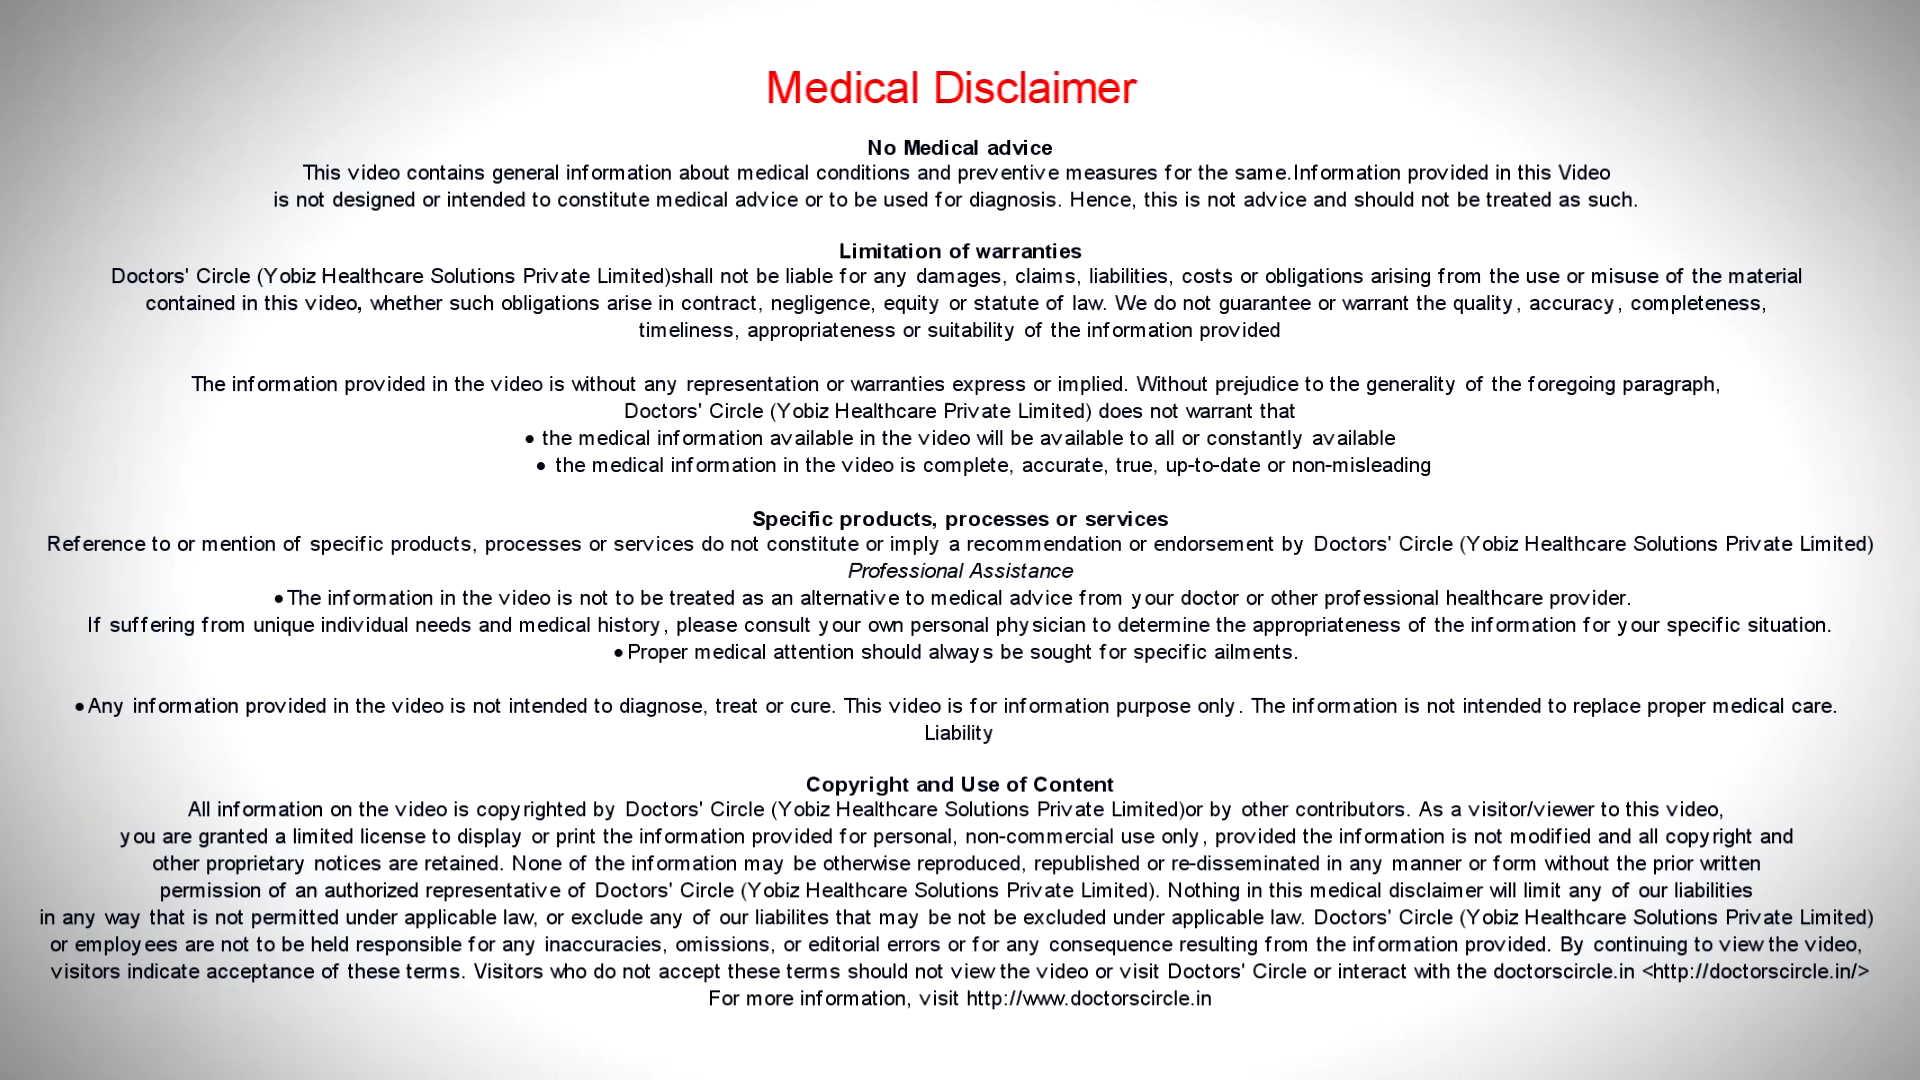 Medical Disclaimer
No Medical advice
This video contains general information about medical conditions and preventive measures for the same.Information provided in this Video
is not designed or intended to constitute medical advice or to be used for diagnosis. Hence, this is not advice and should not be treated as such.
Limitation of warranties
Doctors' Circle (Yobiz Healthcare Solutions Private Limited)shall not be liable for any damages, claims, liabilities, costs or obligations arising from the use or misuse of the material
contained in this video, whether such obligations arise in contract, negligence, equity or statute of law. We do not guarantee or warrant the quality, accuracy, completeness,
timeliness, appropriateness or suitability of the information provided
The information provided in the video is without any representation or warranties express or implied. Without prejudice to the generality of the foregoing paragraph,
Doctors' Circle (Yobiz Healthcare Private Limited) does not warrant that
• the medical information available in the video will be available to all or constantly available
• the medical information in the video is complete, accurate, true, up-to-date or non-misleading
Specific products, processes or services
Reference to or mention of specific products, processes or services do not constitute or imply a recommendation or endorsement by Doctors' Circle (Yobiz Healthcare Solutions Private Limited)
Professional Assistance
•The information in the video is not to be treated as an alternative to medical advice from your doctor or other professional healthcare provider.
If suffering from unique individual needs and medical history, please consult your own personal physician to determine the appropriateness of the information for your specific situation.
•Proper medical attention should always be sought for specific ailments.
•Any information provided in the video is not intended to diagnose, treat or cure. This video is for information purpose only. The information is not intended to replace proper medical care.
Liability
Copyright and Use of Content
All information on the video is copyrighted by Doctors' Circle (Yobiz Healthcare Solutions Private Limited)or by other contributors. As a visitor/viewer to this video,
you are granted a limited license to display or print the information provided for personal, non-commercial use only, provided the information is not modified and all copyright and
other proprietary notices are retained. None of the information may be otherwise reproduced, republished or re-disseminated in any manner or form without the prior written
permission of an authorized representative of Doctors' Circle (Yobiz Healthcare Solutions Private Limited). Nothing in this medical disclaimer will limit any of our liabilities
in any way that is not permitted under applicable law, or exclude any of our liabilites that may be not be excluded under applicable law. Doctors' Circle (Yobiz Healthcare Solutions Private Limited)
or employees are not to be held responsible for any inaccuracies, omissions, or editorial errors or for any consequence resulting from the information provided. By continuing to view the video,
visitors indicate acceptance of these terms. Visitors who do not accept these terms should not view the video or visit Doctors' Circle or interact with the doctorscircle.in <http://doctorscircle.in/>
For more information, visit http://www.doctorscircle.in